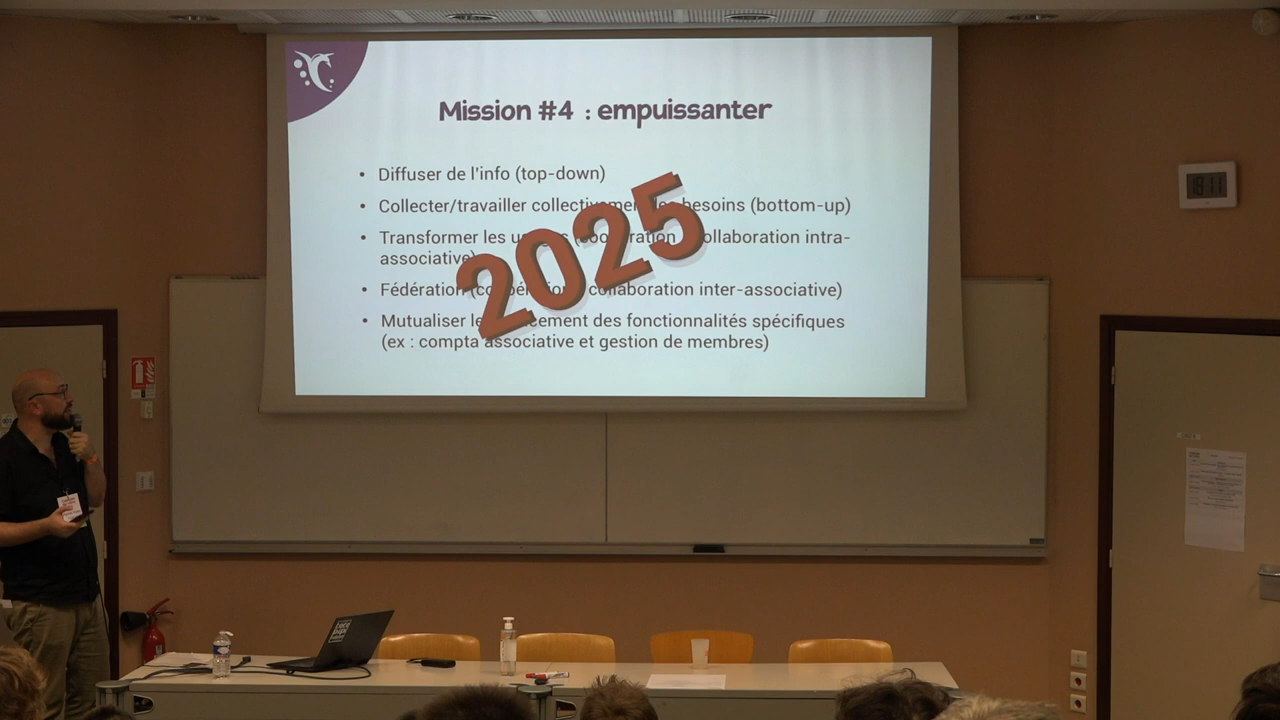 Mission #4 : empuissanter
• Diffuser de l'info (top-down)
• Collecter/travailler collectivement les besoins (bottom-up)
• Transformer les usages (coopération collaboration intra-
associative)
• Fédération (coopération collaboration inter-associative)
• Mutualiser le financement des fonctionnalités spécifiques
(ex : compta associative et gestion de membres)
2025
18:11